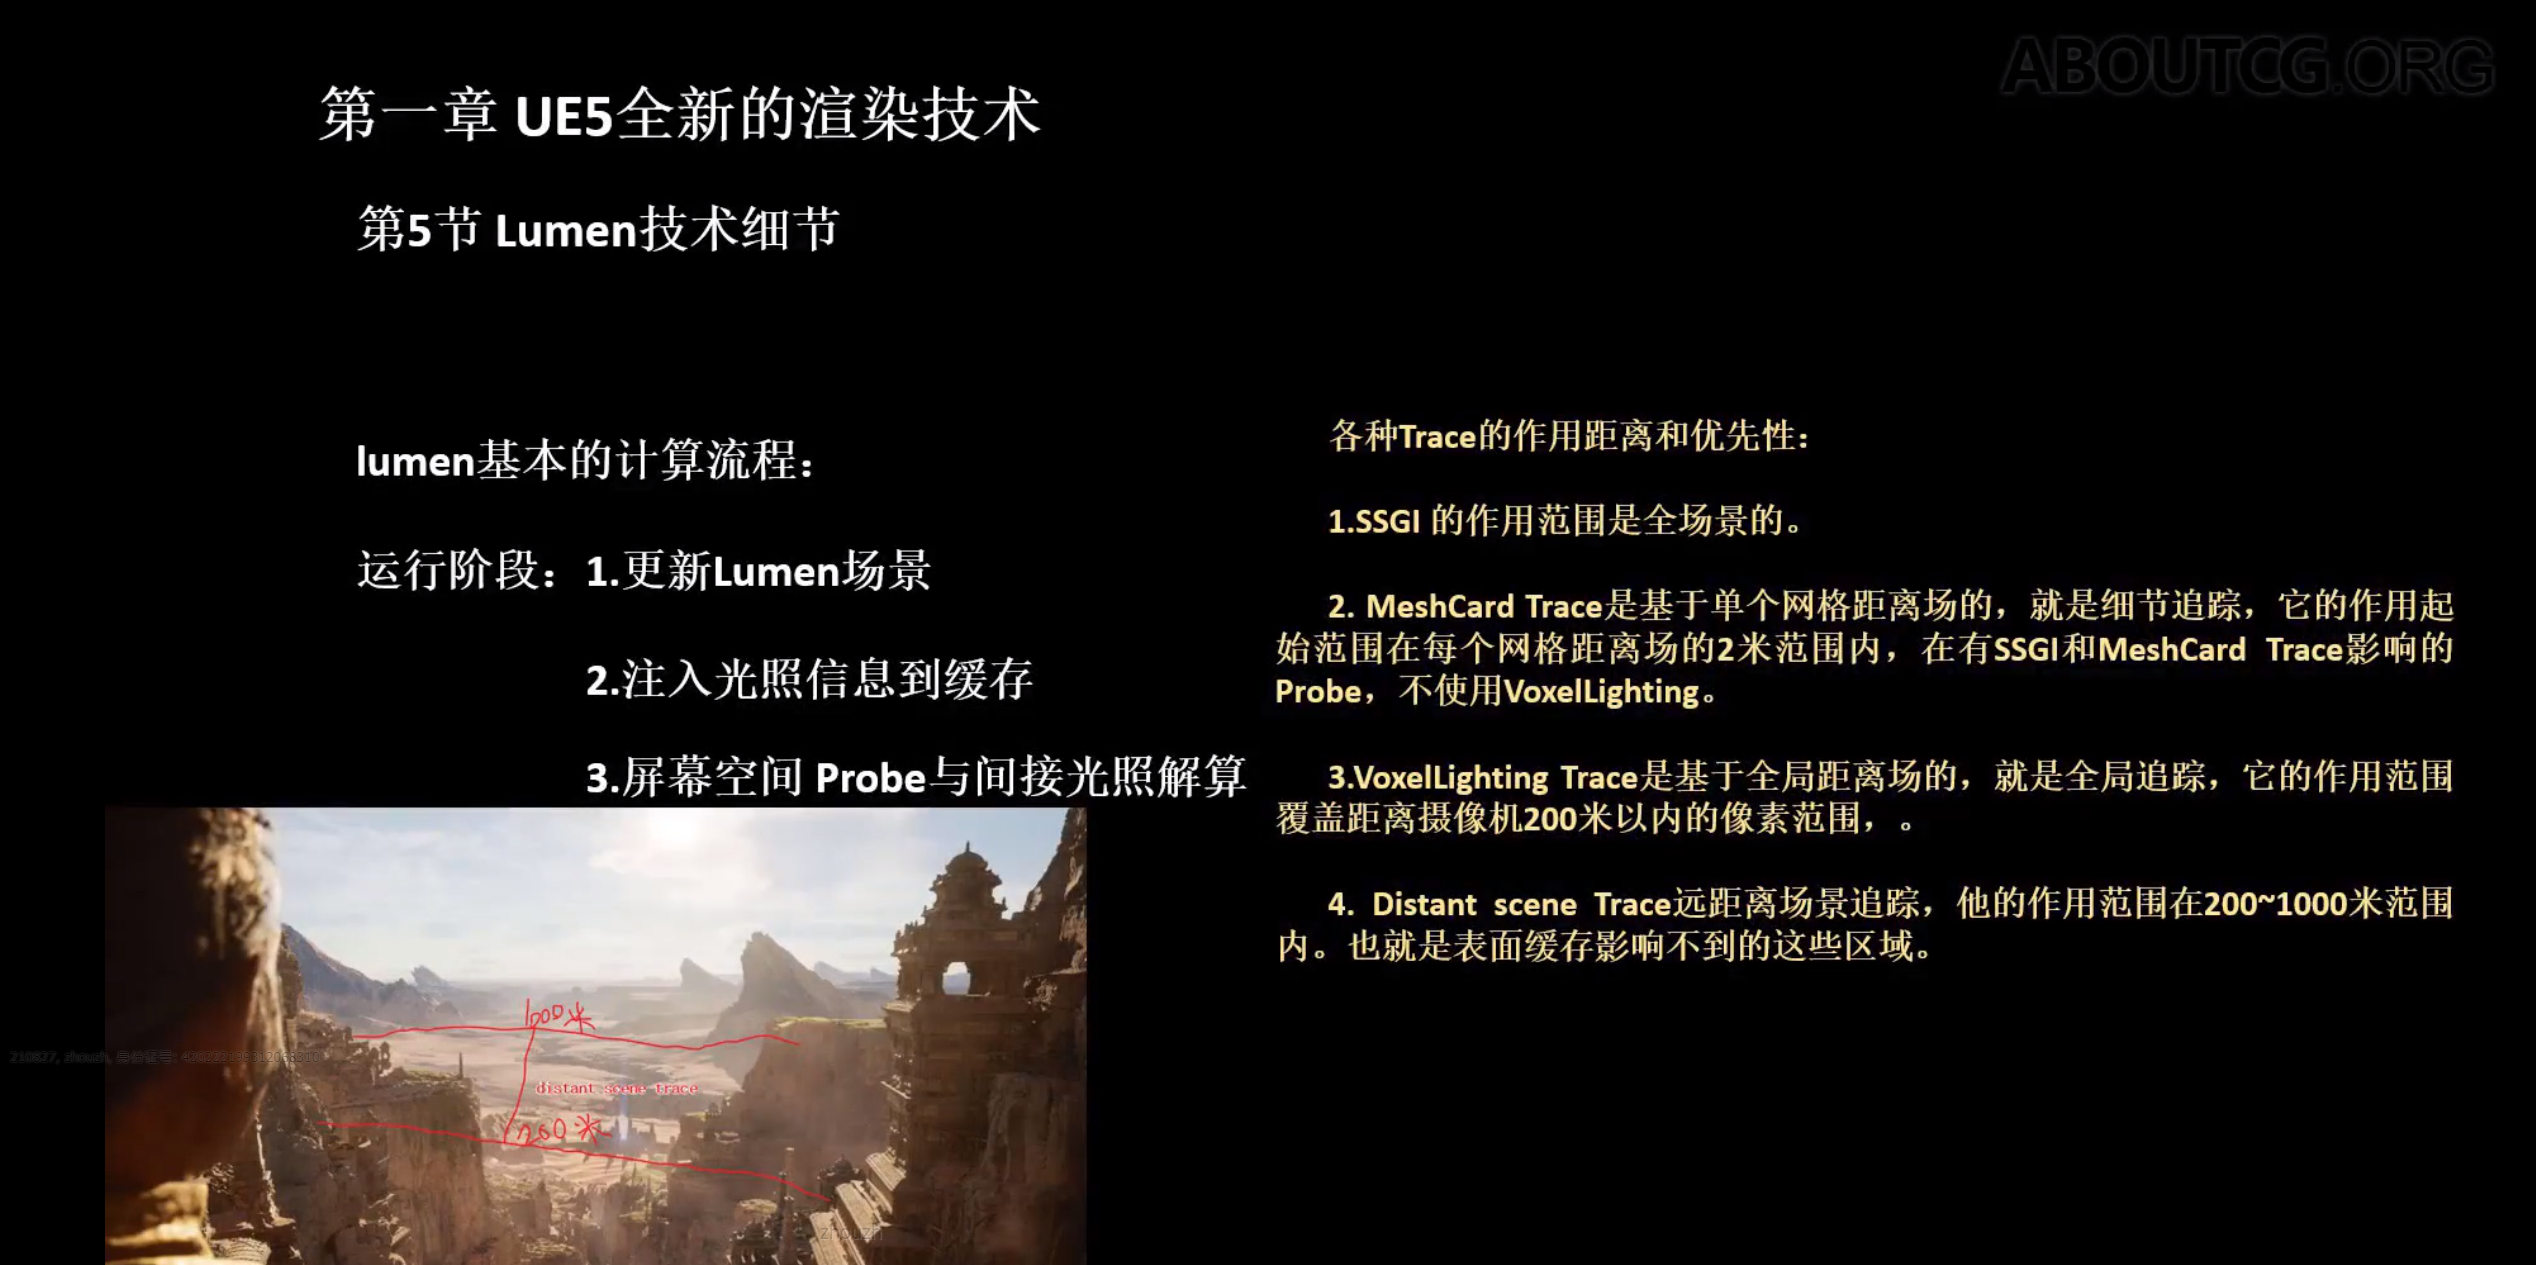 ABOUTCG.ORG
第一章 UE5全新的渲染技术
第5节 Lumen技术细节
lumen基本的计算流程：
运行阶段：1.更新Lumen场景
2.注入光照信息到缓存
3.屏幕空间 Probe与间接光照解算
各种Trace的作用距离和优先性：
1.SSGI 的作用范围是全场景的。
2. MeshCard Trace是基于单个网格距离场的，就是细节追踪，它的作用起
始范围在每个网格距离场的2米范围内，在有SSGI和MeshCard Trace影响的
Probe，不使用VoxelLighting。
3.VoxelLighting Trace是基于全局距离场的，就是全局追踪，它的作用范围
覆盖距离摄像机200米以内的像素范围，。
4. Distant scene Trace远距离场景追踪，他的作用范围在200~1000米范围
内。也就是表面缓存影响不到的这些区域。
1000米
distant scene trace
200米
zhouzh